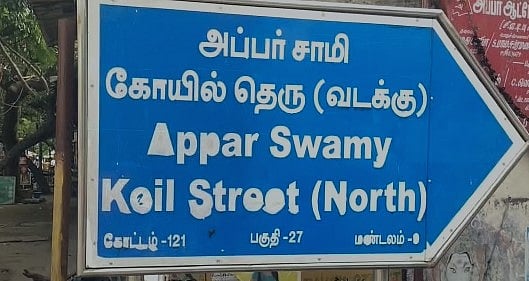 அப்பர் சாமி
கோயில் தெரு (வடக்கு)
Appar Swamy
Koil Street (North)
கோட்டம் -121 பகுதி -27 மண்டலம் -9